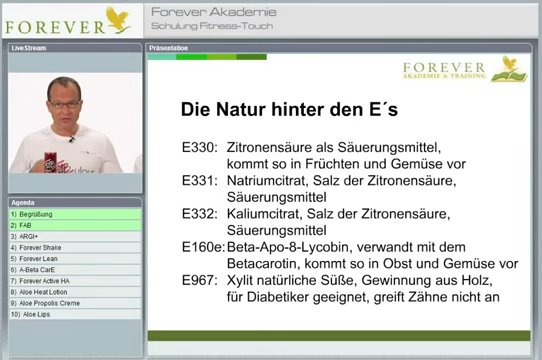 FOREVER
Forever Akademie
Schulung Fitness-Touch
LiveStream
Agenda
1) Begrüßung
2) FAB
3) ARGI+
4) Forever Shake
5) Forever Lean
6) A-Beta CarE
7) Forever Active HA
8) Aloe Heat Lotion
9) Aloe Propolis Creme
10) Aloe Lips
Präsentation
FOREVER
AKADEMIE & TRAINING
Die Natur hinter den E´s
E330: Zitronensäure als Säuerungsmittel,
kommt so in Früchten und Gemüse vor
E331: Natriumcitrat, Salz der Zitronensäure,
Säuerungsmittel
E332: Kaliumcitrat, Salz der Zitronensäure,
Säuerungsmittel
E160e: Beta-Apo-8-Lycobin, verwandt mit dem
Betacarotin, kommt so in Obst und Gemüse vor
E967: Xylit natürliche Süße, Gewinnung aus Holz,
für Diabetiker geeignet, greift Zähne nicht an